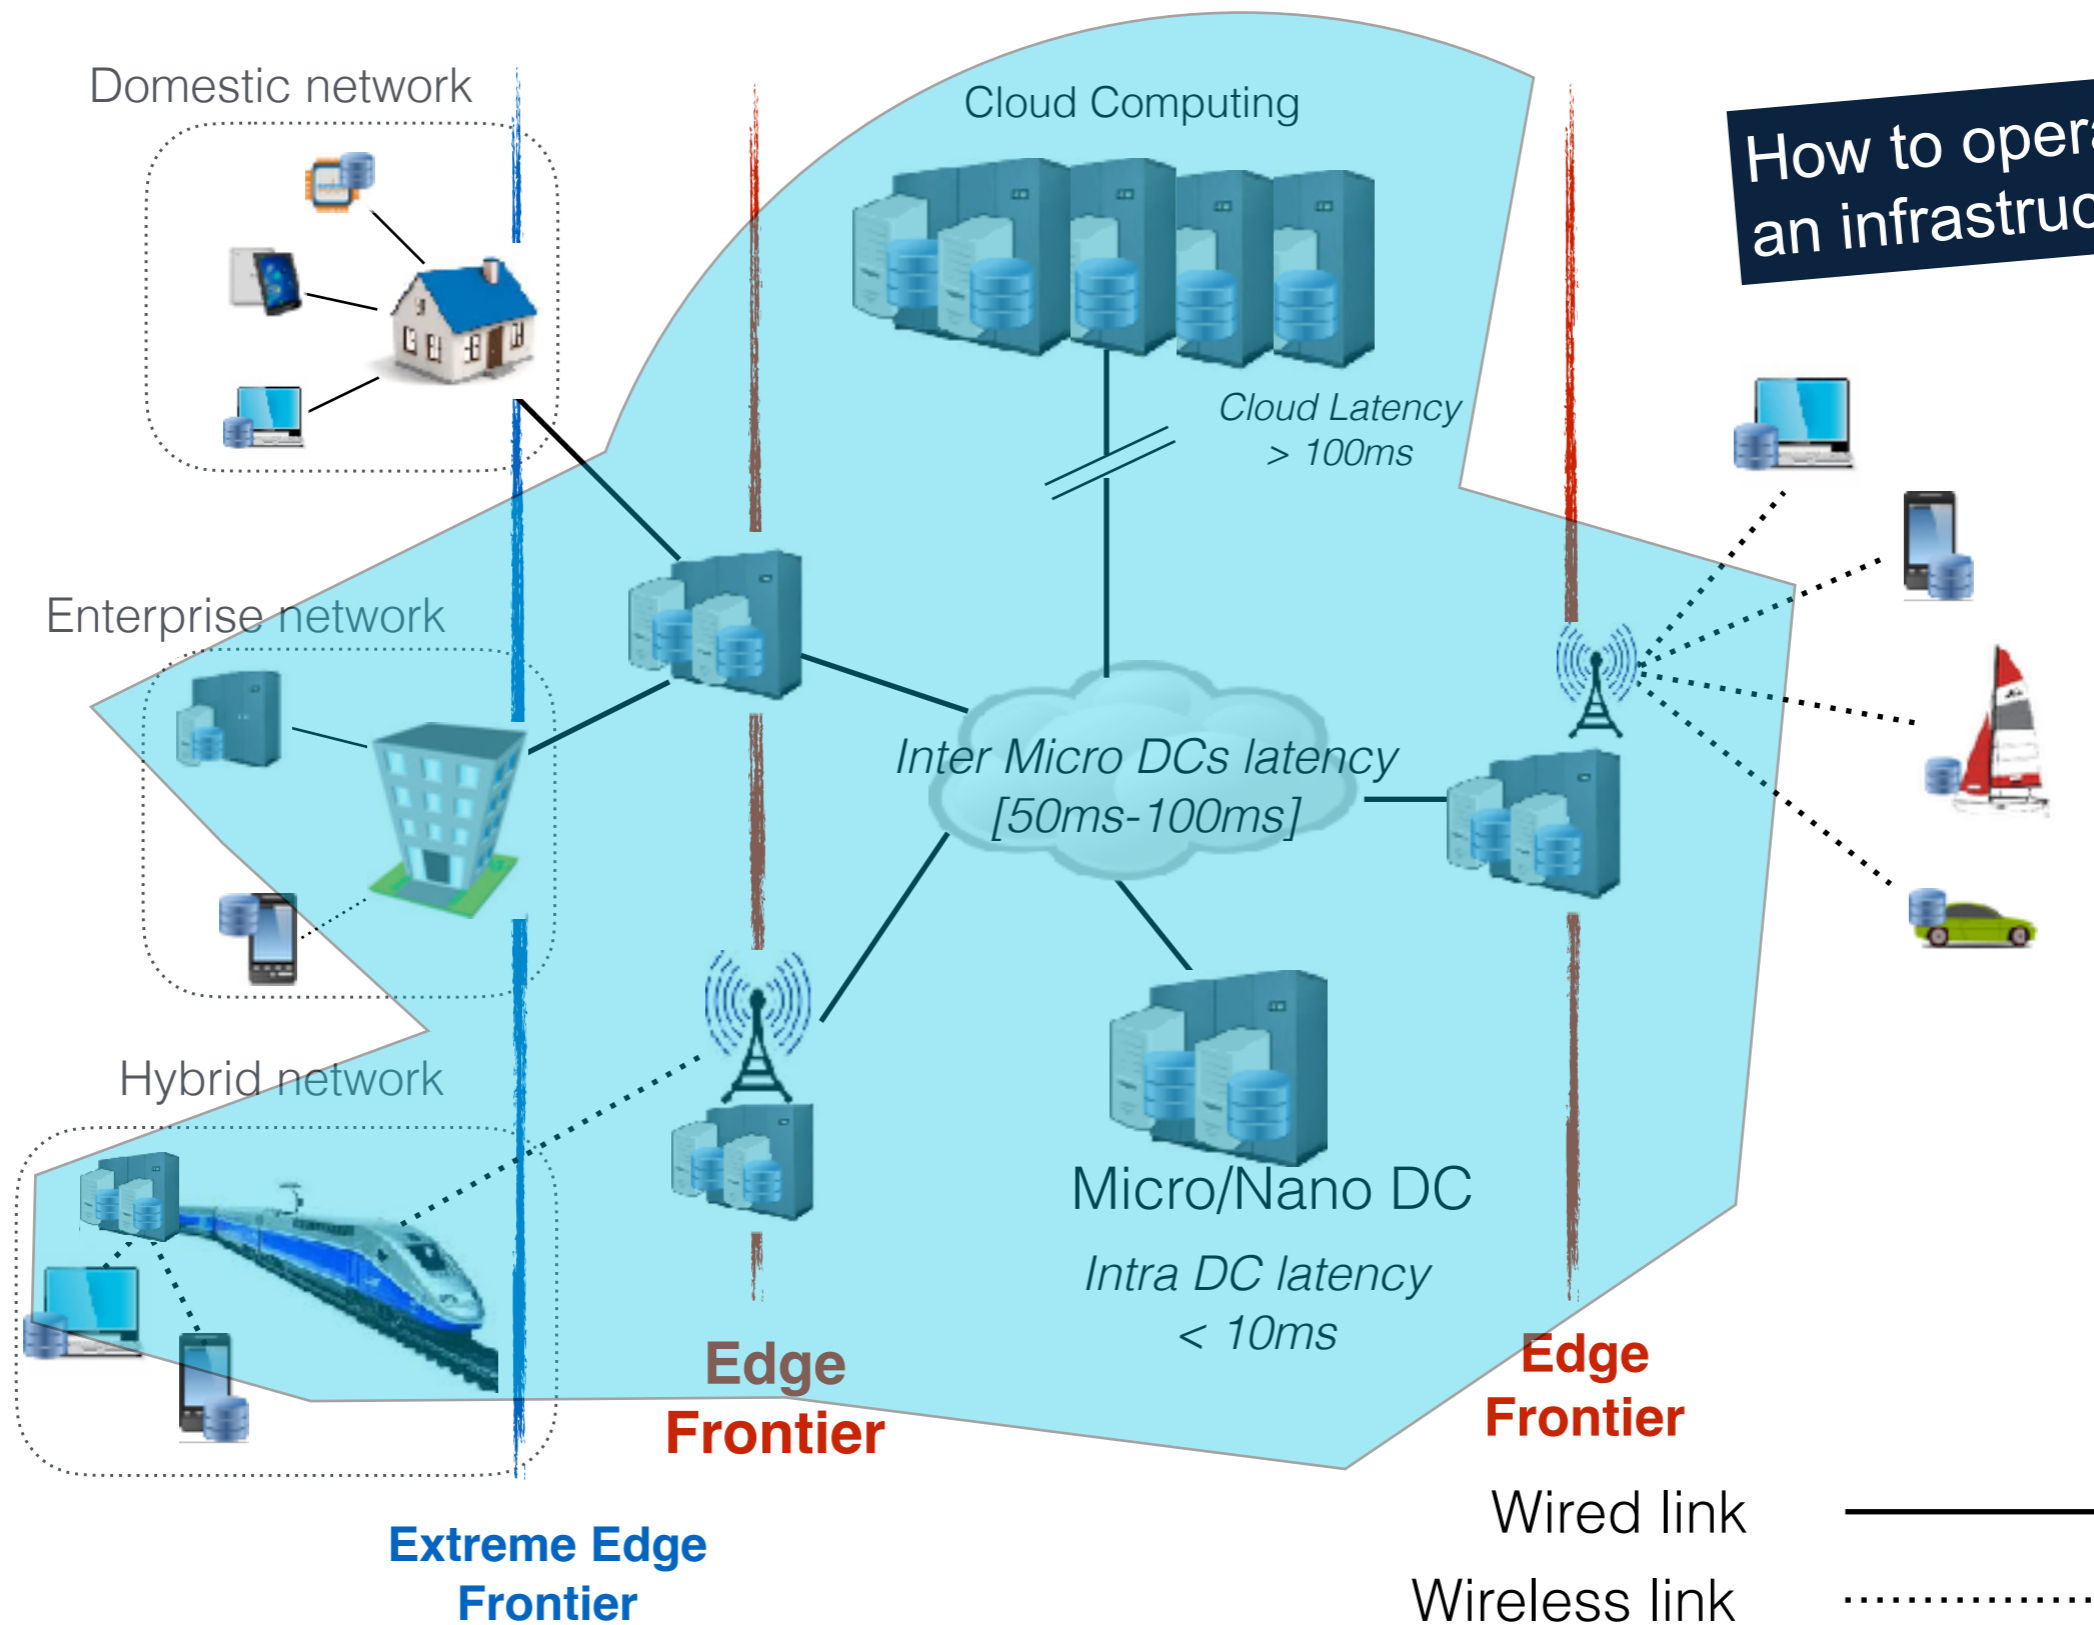 Domestic network
Cloud Computing
How to
an
Cloud Latency
> 100ms
Enterprise network
Inter Micro DCs latency
[50ms-100ms]
Hybrid network
Micro/Nano DC
Intra DC latency
< 10ms
Edge
Frontier
Edge
Frontier
Extreme Edge
Frontier
Wired link
Wireless link